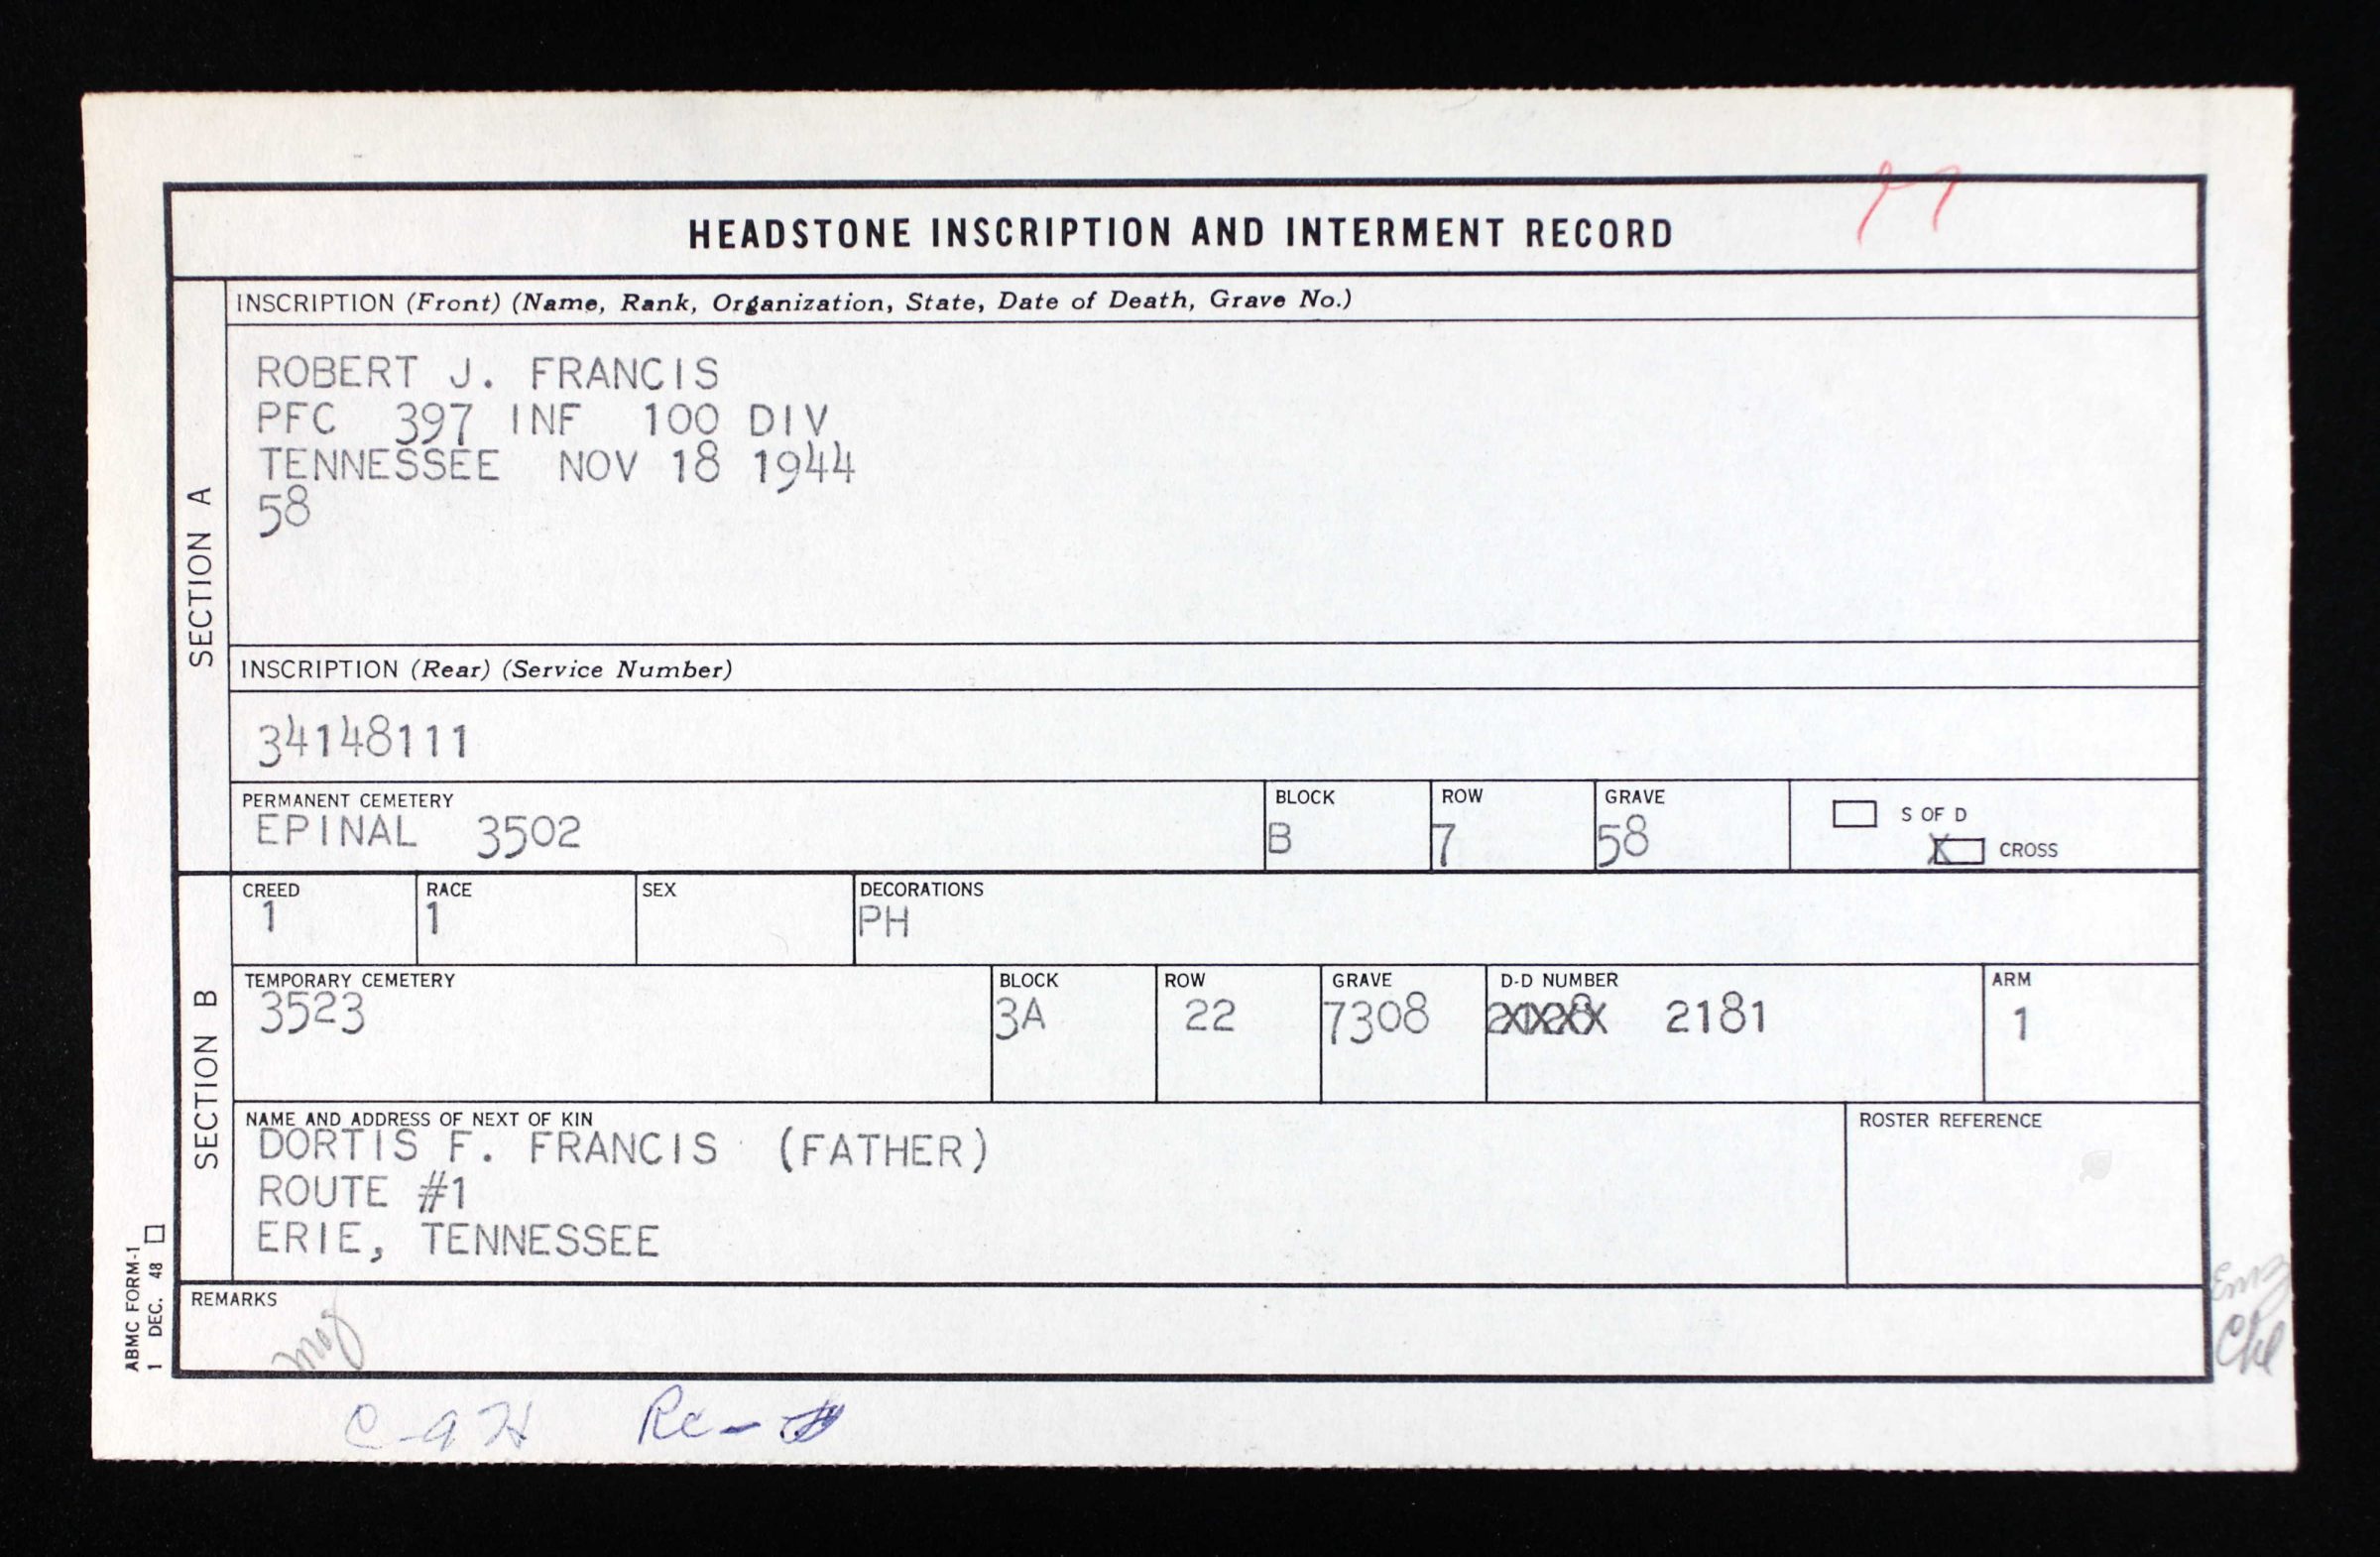 HEADSTONE INSCRIPTION AND INTERMENT RECORD
SECTION A
INSCRIPTION (Front) (Name, Rank, Organization, State, Date of Death, Grave No.)
ROBERT J. FRANCIS
PFC 397 INF 100 DIV
TENNESSEE NOV 18 1944
58
INSCRIPTION (Rear) (Service Number)
34148111
PERMANENT CEMETERY BLOCK ROW GRAVE
EPINAL 3502 B 7 58
S OF D
X CROSS
SECTION B
CREED RACE SEX DECORATIONS
1 1 PH
TEMPORARY CEMETERY BLOCK ROW GRAVE D-D NUMBER ARM
3523 3A 22 7308 2181 1
NAME AND ADDRESS OF NEXT OF KIN ROSTER REFERENCE
DORTIS F. FRANCIS (FATHER)
ROUTE #1
ERIE, TENNESSEE
REMARKS
ABMC FORM-1
1 DEC. 48